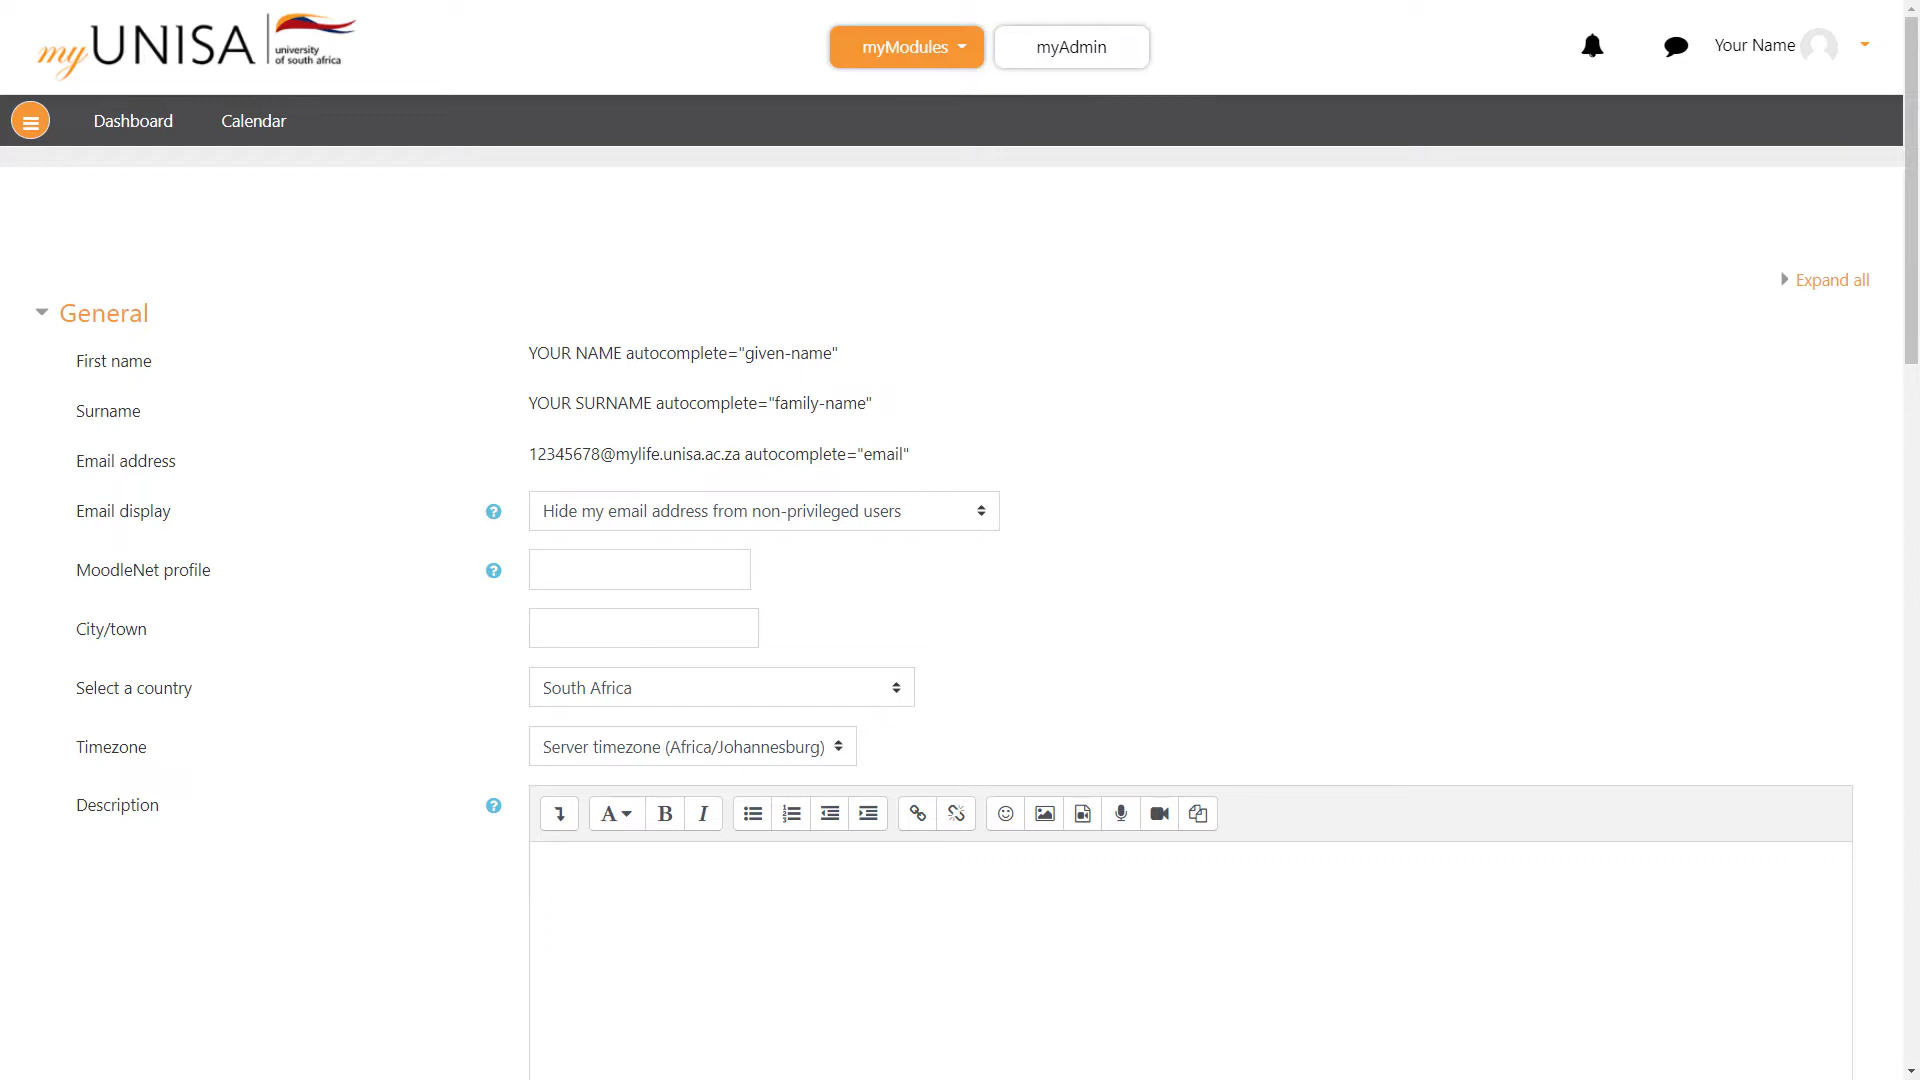 my UNISA university
of south africa
myModules
myAdmin
Your Name
Dashboard
Calendar
Expand all
General
First name
YOUR NAME autocomplete="given-name"
Surname
YOUR SURNAME autocomplete="family-name"
Email address
12345678@mylife.unisa.ac.za autocomplete="email"
Email display
Hide my email address from non-privileged users
MoodleNet profile
City/town
Select a country
South Africa
Timezone
Server timezone (Africa/Johannesburg)
Description
A B I